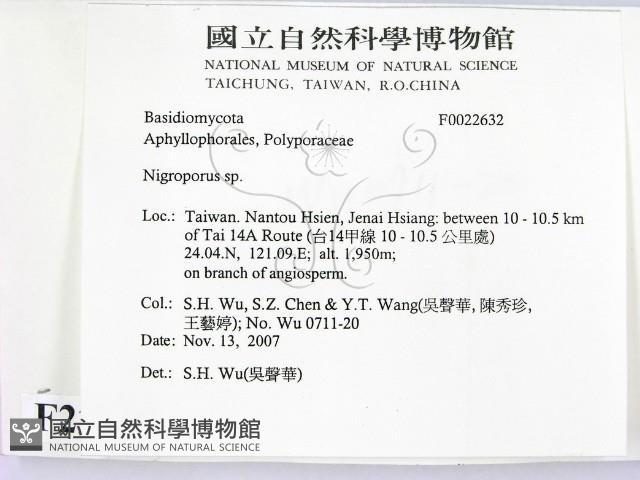 國立自然科學博物館
NATIONAL MUSEUM OF NATURAL SCIENCE
TAICHUNG, TAIWAN, R.O.CHINA
Basidiomycota F0022632
Aphyllophorales, Polyporaceae
Nigroporus sp.
Loc.: Taiwan. Nantou Hsien, Jenai Hsiang: between 10 - 10.5 km
of Tai 14A Route (台14甲線 10 - 10.5 公里處)
24.04.N, 121.09.E; alt. 1,950m;
on branch of angiosperm.
Col.: S.H. Wu, S.Z. Chen & Y.T. Wang(吳聲華, 陳秀珍,
王藝婷); No. Wu 0711-20
Date: Nov. 13, 2007
Det.: S.H. Wu(吳聲華)
F2
國立自然科學博物館
NATIONAL MUSEUM OF NATURAL SCIENCE